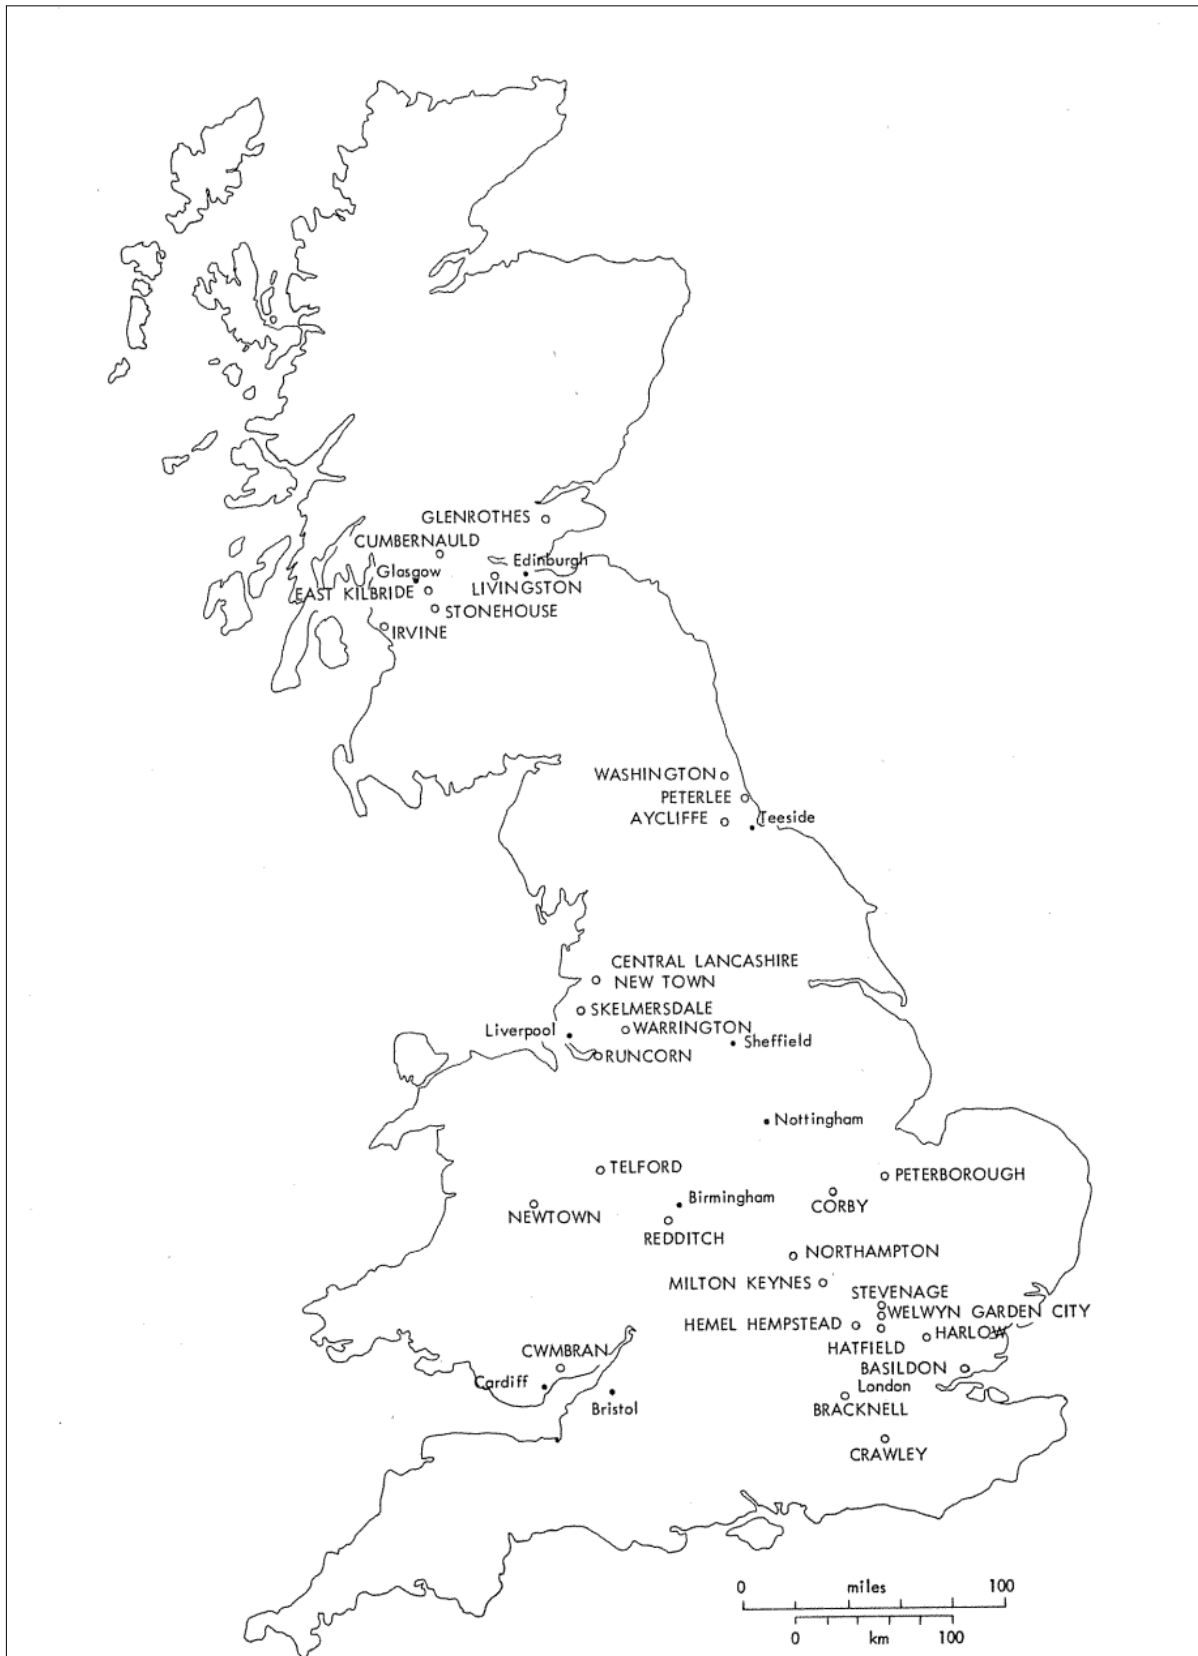 GLENROTHES
CUMBERNAULD
Edinburgh
Glasgow
LIVINGSTON
EAST KILBRIDE
STONEHOUSE
IRVINE
WASHINGTON
PETERLEE
AYCLIFFE
Teeside
CENTRAL LANCASHIRE
NEW TOWN
SKELMERSDALE
Liverpool
WARRINGTON
Sheffield
RUNCORN
Nottingham
TELFORD
PETERBOROUGH
Birmingham
CORBY
NEWTOWN
REDDITCH
NORTHAMPTON
MILTON KEYNES
STEVENAGE
WELWYN GARDEN CITY
HEMEL HEMPSTEAD
HARLOW
HATFIELD
CWMBRAN
BASILDON
Cardiff
London
Bristol
BRACKNELL
CRAWLEY
0 miles 100
0 km 100